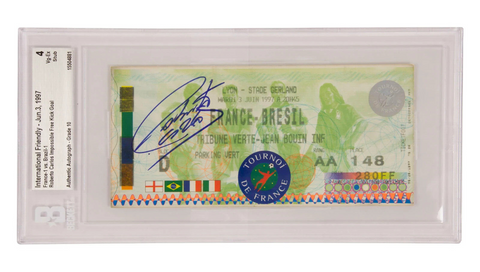 4
Vg-Ex
Stub
International Friendly - Jun.3, 1997
France-1 vs. Brazil-1
Roberto Carlos Impossible Free Kick Goal
Authentic Autograph - Grade 10
LYON - STADE GERLAND
FRANCE-BRESIL
TRIBUNE VERTE-JEAN BOUIN INF
PARKING VERT
D
AA 148
280FF
TOURNOI
DE FRANCE